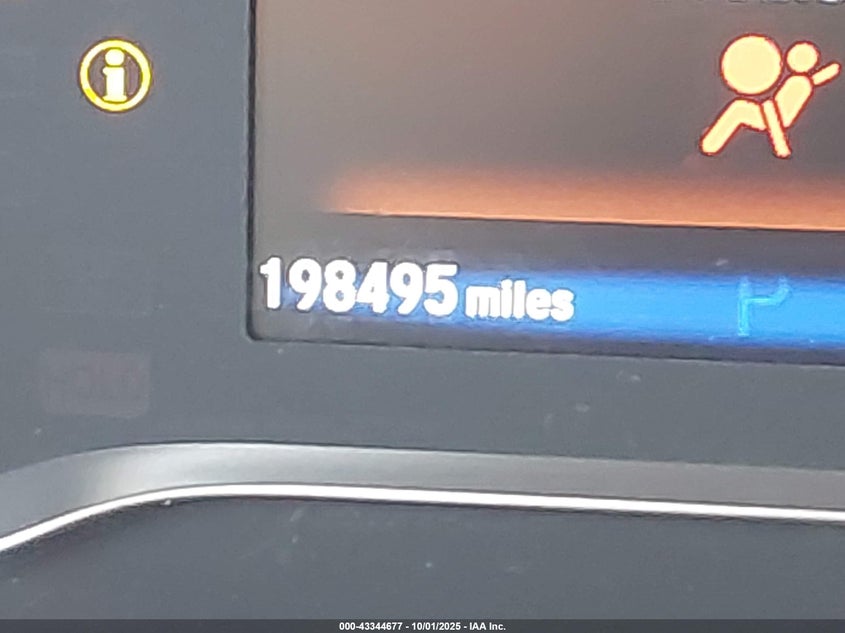 198495 miles
000-43344677 - 10/01/2025 - IAA Inc.